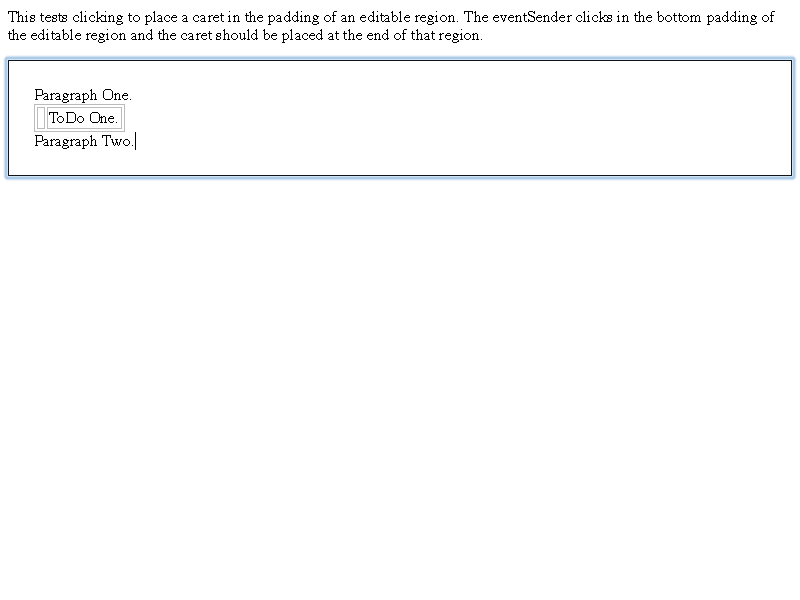 This tests clicking to place a caret in the padding of an editable region. The eventSender clicks in the bottom padding of
the editable region and the caret should be placed at the end of that region.
Paragraph One.
ToDo One.
Paragraph Two.